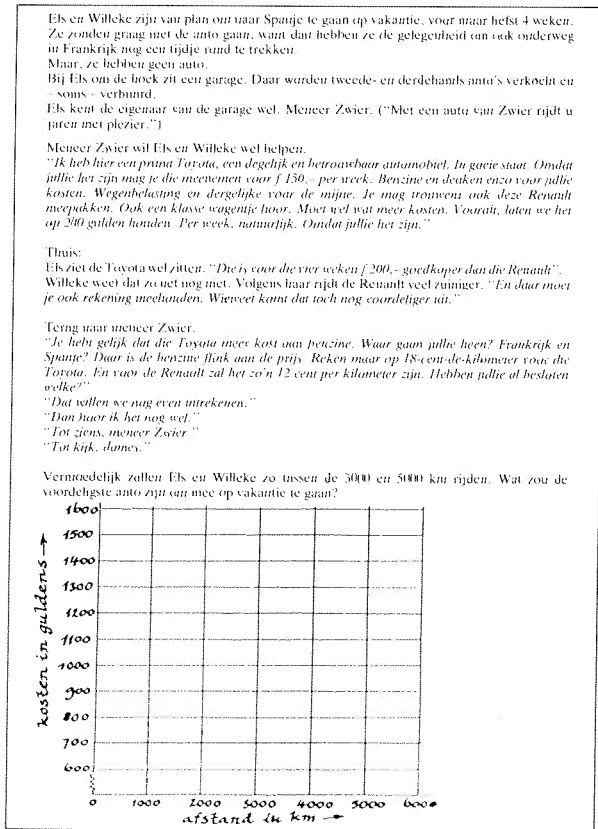 Els en Willeke zijn van plan om naar Spanje te gaan op vakantie, voor maar liefst 4 weken.
Ze zouden graag met de auto gaan, want dan hebben ze de gelegenheid om ook onderweg
in Frankrijk nog een tijdje rond te trekken.
Maar, ze hebben geen auto.
Bij Els om de hoek zit een garage. Daar worden tweede- en derdehands auto's verkocht en
- soms - verhuurd.
Els kent de eigenaar van de garage wel. Meneer Zwier. ("Met een auto van Zwier rijdt u
jaren met plezier.")
Meneer Zwier wil Els en Willeke wel helpen.
"Ik heb hier een prima Toyota, een degelijk en betrouwbaar automobiel. In goeie staat. Omdat
jullie het zijn mag je die meenemen voor f 150,- per week. Benzine en deuken enzo voor jullie
kosten. Wegenbelasting en dergelijke voor de mijne. Je mag trouwens ook deze Renault
meepakken. Ook een klasse wagentje hoor. Moet wel wat meer kosten. Vooruit, laten we het
op 200 gulden houden. Per week, natuurlijk. Omdat jullie het zijn."
Thuis:
Els ziet de Toyota wel zitten. "Die is voor die vier weken f 200,- goedkoper dan die Renault".
Willeke weet dat zo net nog niet. Volgens haar rijdt de Renault veel zuiniger. "En daar moet
je ook rekening meehouden. Wieweet komt dat toch nog voordeliger uit."
Terug naar meneer Zwier.
"Je hebt gelijk dat die Toyota meer kost aan benzine. Waar gaan jullie heen? Frankrijk en
Spanje? Daar is de benzine flink aan de prijs. Reken maar op 18-cent-de-kilometer voor die
Toyota. En voor de Renault zal het zo'n 12 cent per kilometer zijn. Hebben jullie al besloten
welke?"
"Dat willen we nog even uitrekenen."
"Dan hoor ik het nog wel."
"Tot ziens, meneer Zwier."
"Tot kijk, dames."
Vermoedelijk zullen Els en Willeke zo tussen de 3000 en 5000 km rijden. Wat zou de
voordeligste auto zijn om mee op vakantie te gaan?
1600
1500
1400
1300
1200
1100
1000
900
800
700
600
kosten in guldens →
0 1000 2000 3000 4000 5000 6000
afstand in km →